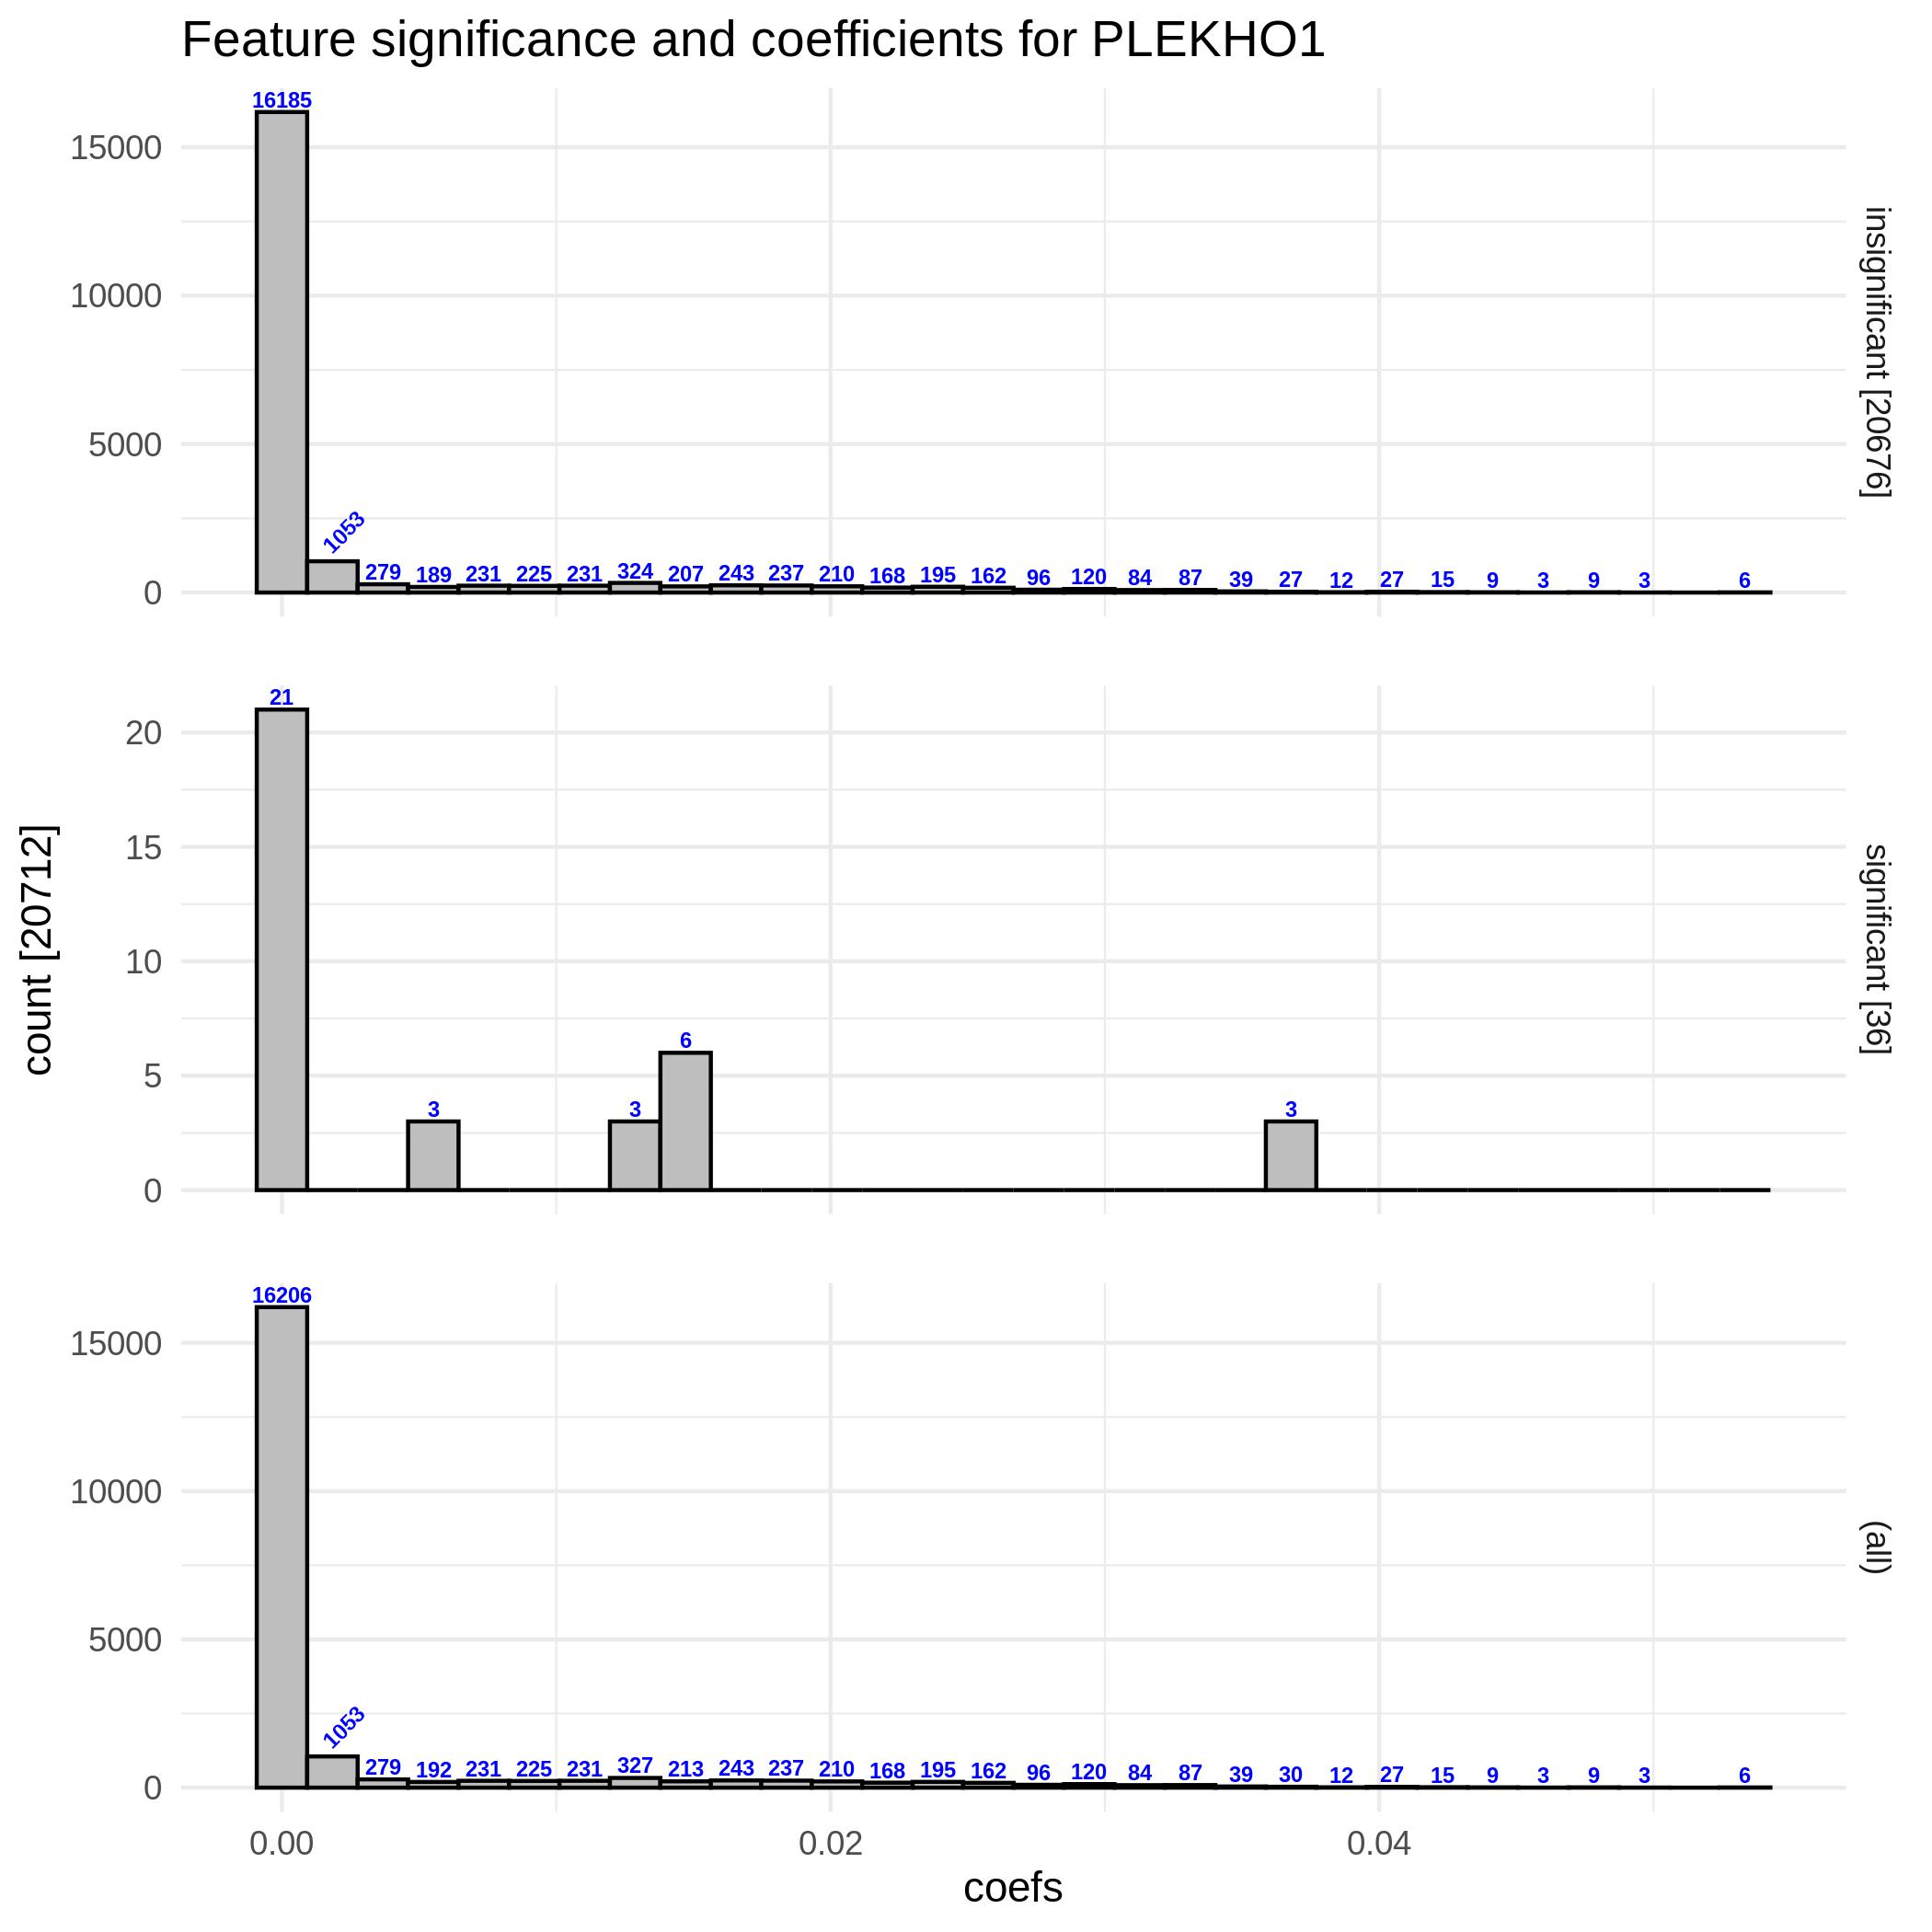 Feature significance and coefficients for PLEKHO1
16185
15000
10000
5000
0
1053
279 189 231 225 231 324 207 243 237 210 168 195 162 96 120 84 87 39 27 12 27 15 9 3 9 3 6
insignificant [20676]
21
20
15
10
5
0
3
3
6
3
significant [36]
count [20712]
16206
15000
10000
5000
0
1053
279 192 231 225 231 327 213 243 237 210 168 195 162 96 120 84 87 39 30 12 27 15 9 3 9 3 6
(all)
0.00 0.02 0.04
coefs